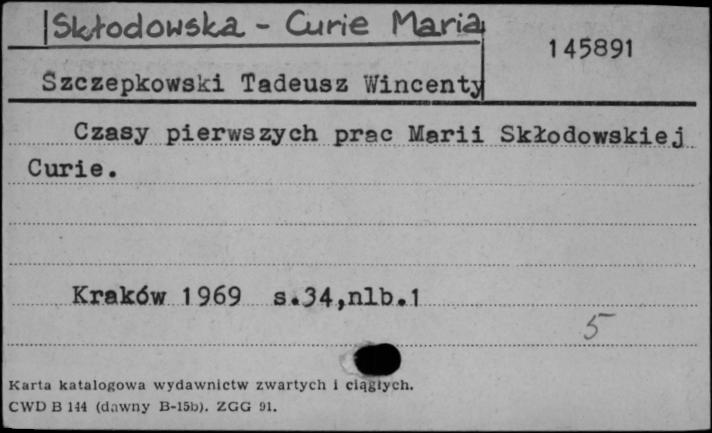 Skłodowska - Curie Maria
145891
Szczepkowski Tadeusz Wincenty
Czasy pierwszych prac Marii Skłodowskiej
Curie.
Kraków 1969 s.34,nlb.1
5
Karta katalogowa wydawnictw zwartych i ciągłych.
CWD B 144 (dawny B-15b). ZGG 91.